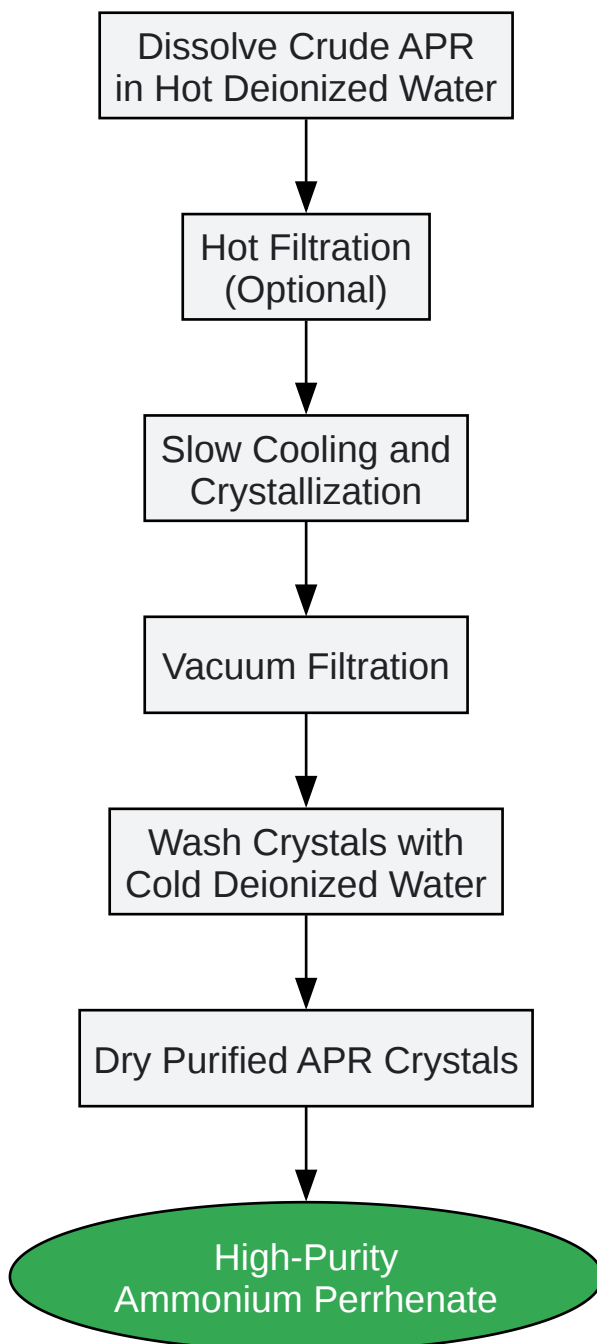 Dissolve Crude APR
in Hot Deionized Water
Hot Filtration
(Optional)
Slow Cooling and
Crystallization
Vacuum Filtration
Wash Crystals with
Cold Deionized Water
Dry Purified APR Crystals
High-Purity
Ammonium Perrhenate